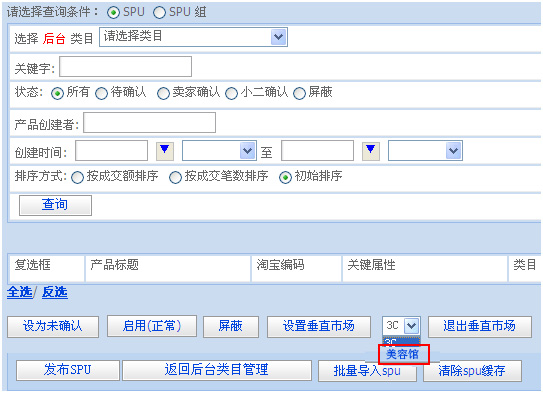 请选择查询条件： SPU SPU 组
选择 后台 类目 请选择类目
关键字:
状态: 所有 待确认 卖家确认 小二确认 屏蔽
产品创建者:
创建时间: 至
排序方式: 按成交额排序 按成交笔数排序 初始排序
查询
复选框 产品标题 淘宝编码 关键属性 类目
全选/ 反选
设为未确认 启用(正常) 屏蔽 设置垂直市场 3C 退出垂直市场
3C
美容馆
发布SPU 返回后台类目管理 批量导入spu 清除spu缓存